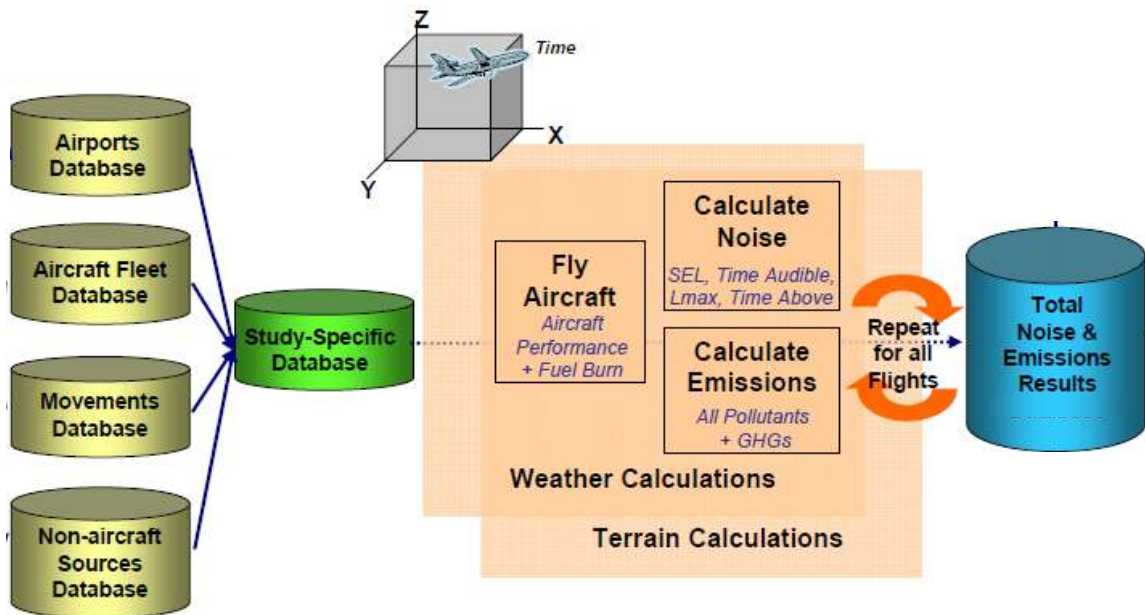 Z
Time
X
Y
Airports
Database
Aircraft Fleet
Database
Movements
Database
Non-aircraft
Sources
Database
Study-Specific
Database
Fly
Aircraft
Aircraft
Performance
+ Fuel Burn
Calculate
Noise
SEL, Time Audible,
Lmax, Time Above
Calculate
Emissions
All Pollutants
+ GHGs
Weather Calculations
Terrain Calculations
Repeat
for all
Flights
Total
Noise &
Emissions
Results